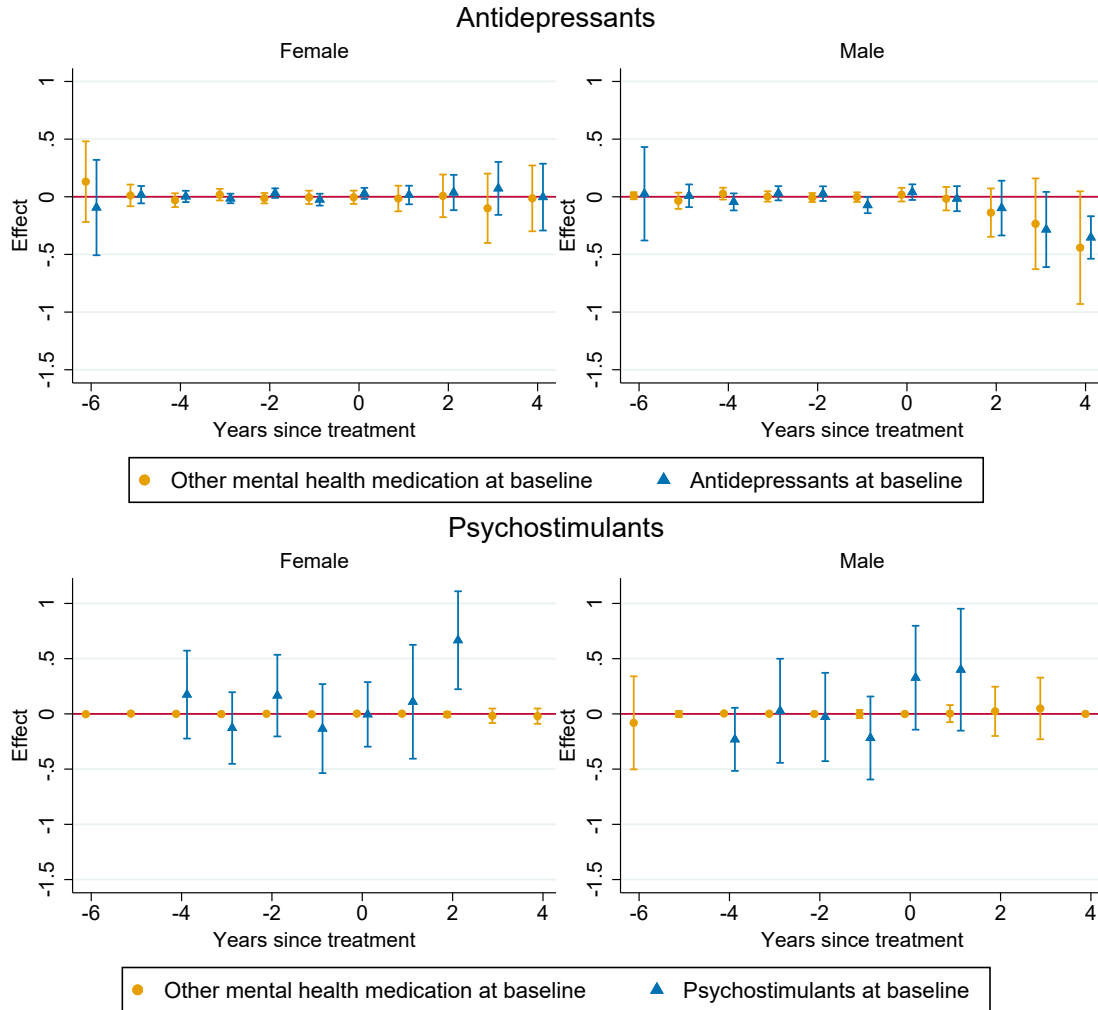 Antidepressants
Female
Male
Effect
1
.5
0
-.5
-1
-1.5
-6
-4
-2
0
2
4
Years since treatment
Effect
1
.5
0
-.5
-1
-1.5
-6
-4
-2
0
2
4
Years since treatment
Other mental health medication at baseline
Antidepressants at baseline
Psychostimulants
Female
Male
Effect
1
.5
0
-.5
-1
-1.5
-6
-4
-2
0
2
4
Years since treatment
Effect
1
.5
0
-.5
-1
-1.5
-6
-4
-2
0
2
4
Years since treatment
Other mental health medication at baseline
Psychostimulants at baseline